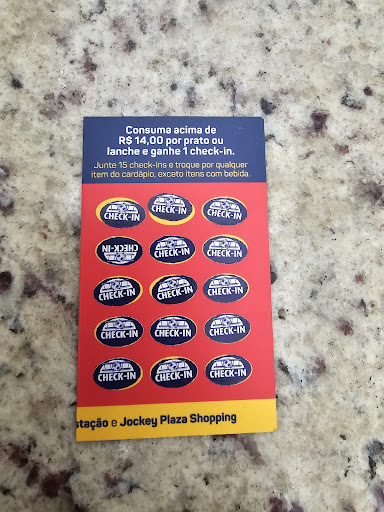 Consuma acima de
R$ 14,00 por prato ou
lanche e ganhe 1 check-in.
Junte 15 check-ins e troque por qualquer
item do cardápio, exceto itens com bebida.
CHECK-IN CHECK-IN CHECK-IN
CHECK-IN CHECK-IN CHECK-IN
CHECK-IN CHECK-IN CHECK-IN
CHECK-IN CHECK-IN CHECK-IN
CHECK-IN CHECK-IN CHECK-IN
stação e Jockey Plaza Shopping